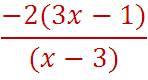 -2(3x − 1)
(x − 3)